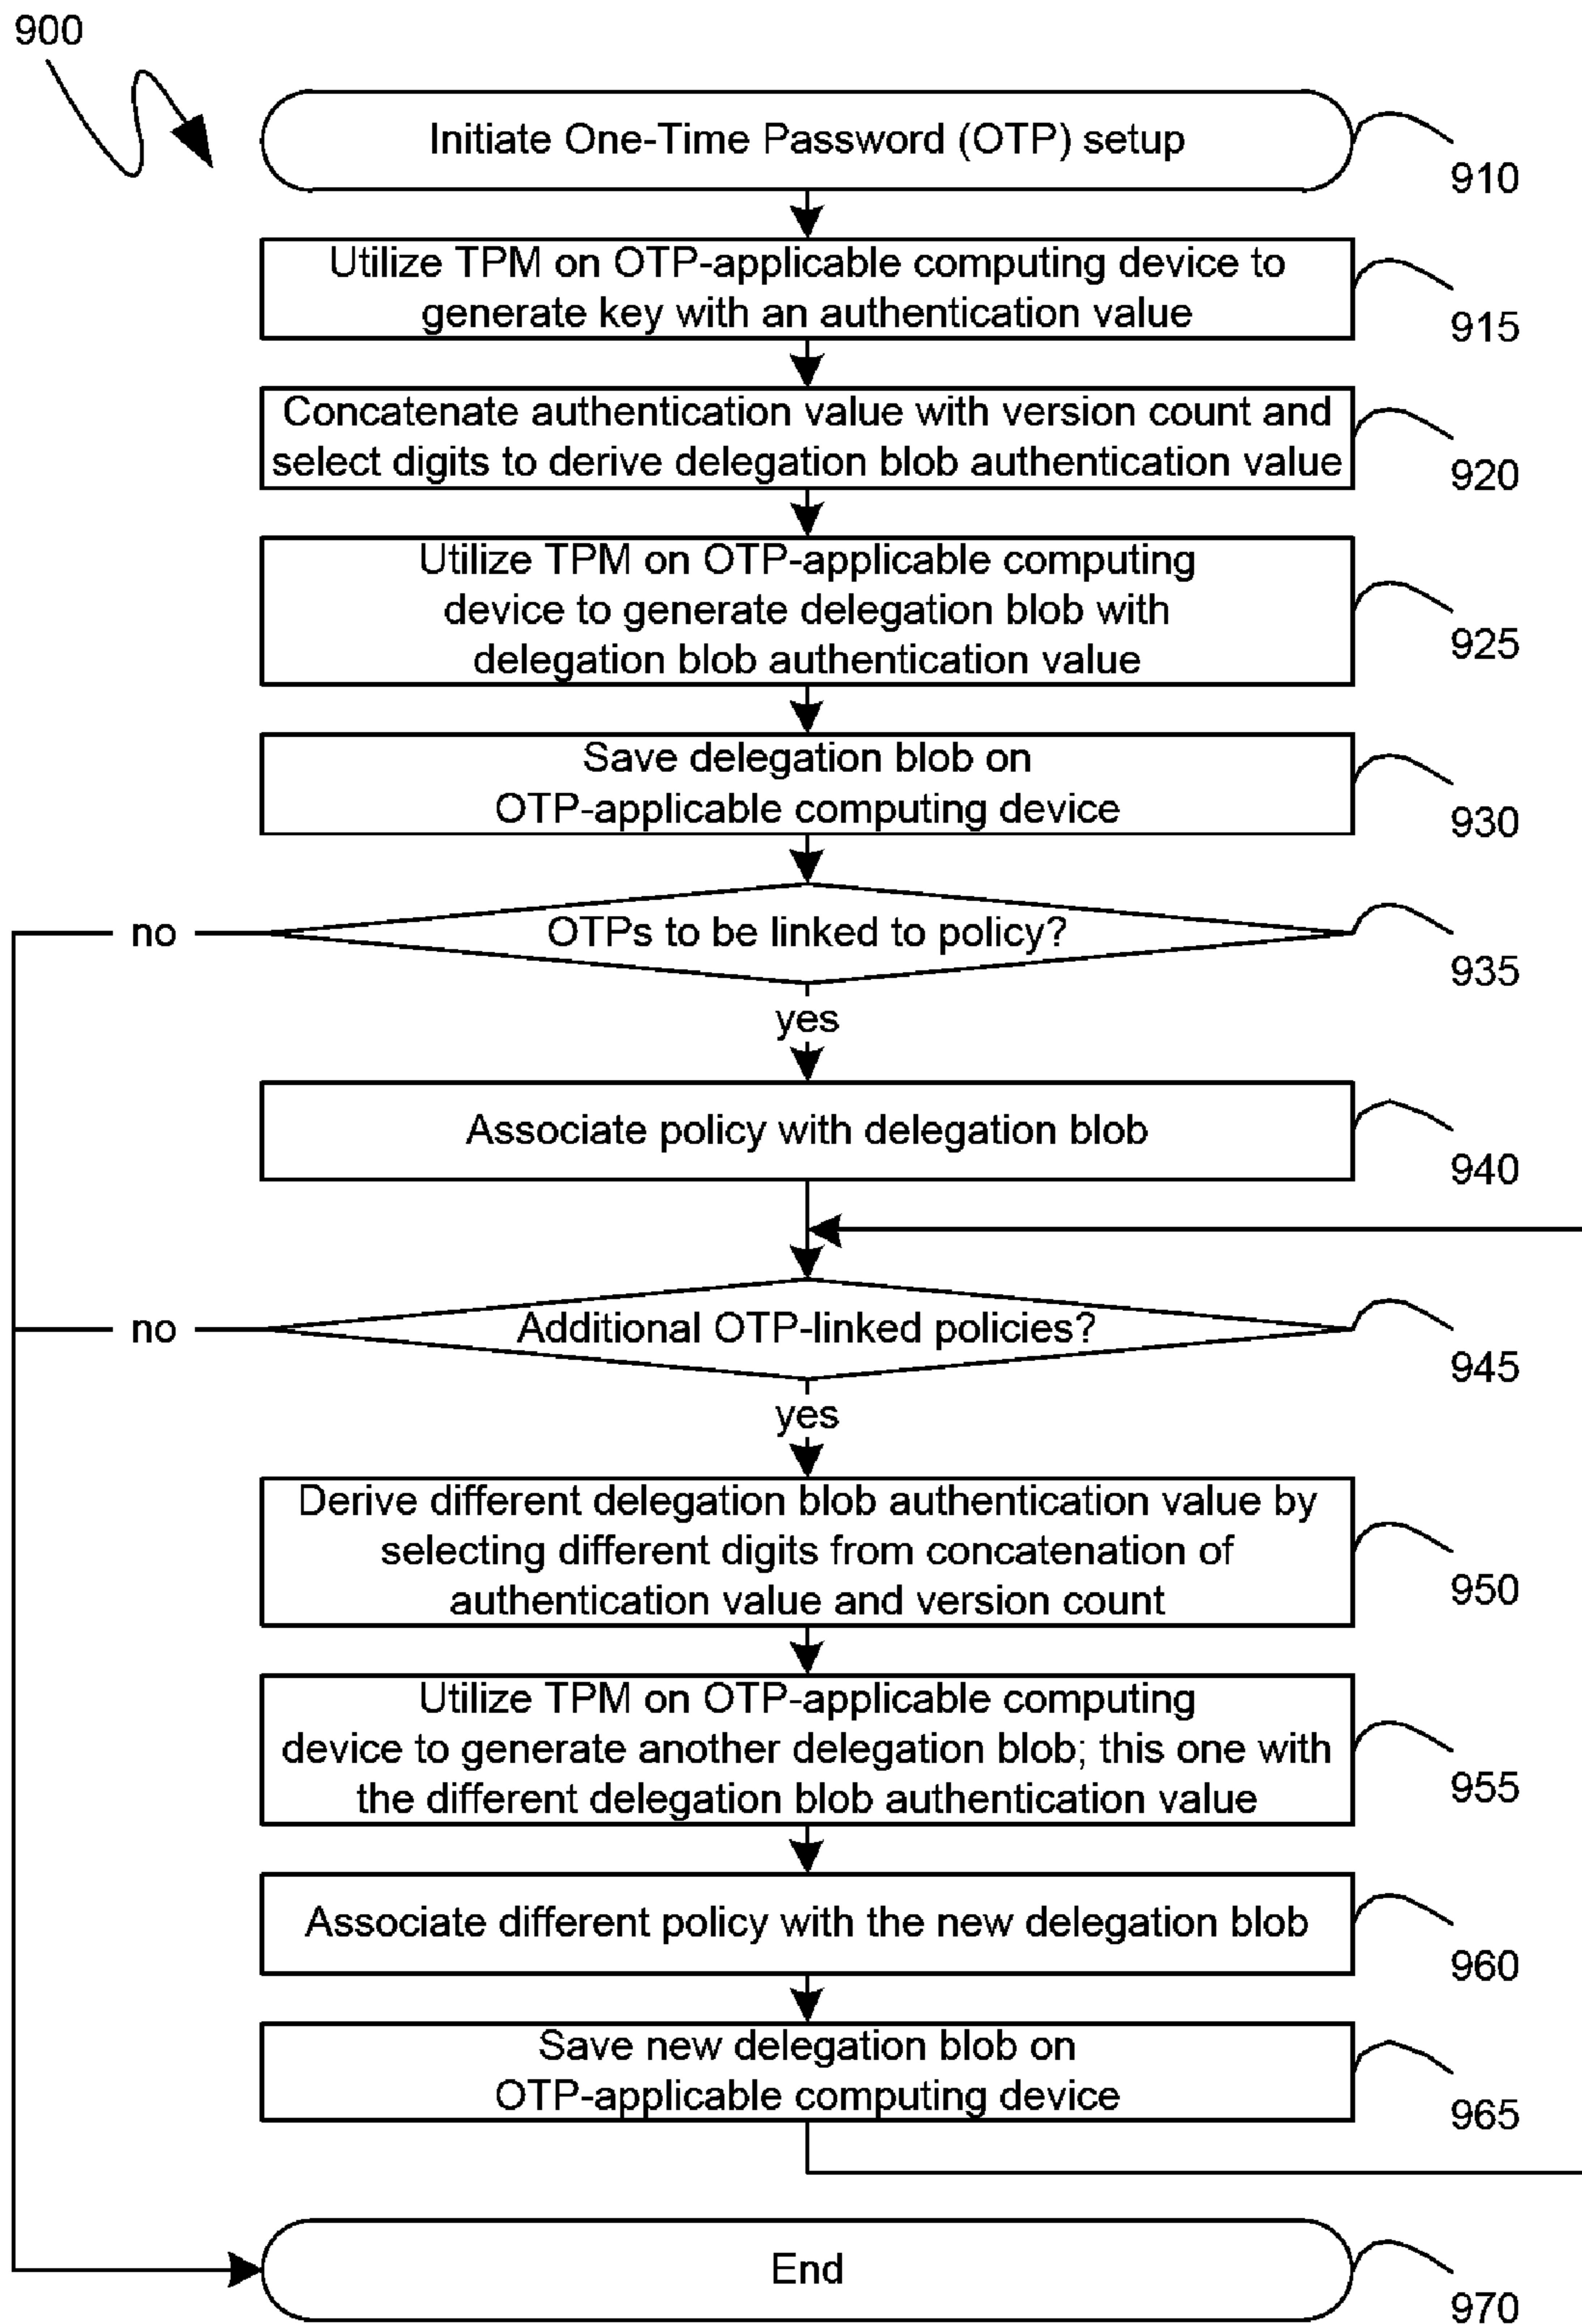 900
Initiate One-Time Password (OTP) setup
910
Utilize TPM on OTP-applicable computing device to
generate key with an authentication value
915
Concatenate authentication value with version count and
select digits to derive delegation blob authentication value
920
Utilize TPM on OTP-applicable computing
device to generate delegation blob with
delegation blob authentication value
925
Save delegation blob on
OTP-applicable computing device
930
no
OTPs to be linked to policy?
935
yes
Associate policy with delegation blob
940
no
Additional OTP-linked policies?
945
yes
Derive different delegation blob authentication value by
selecting different digits from concatenation of
authentication value and version count
950
Utilize TPM on OTP-applicable computing
device to generate another delegation blob; this one with
the different delegation blob authentication value
955
Associate different policy with the new delegation blob
960
Save new delegation blob on
OTP-applicable computing device
965
End
970